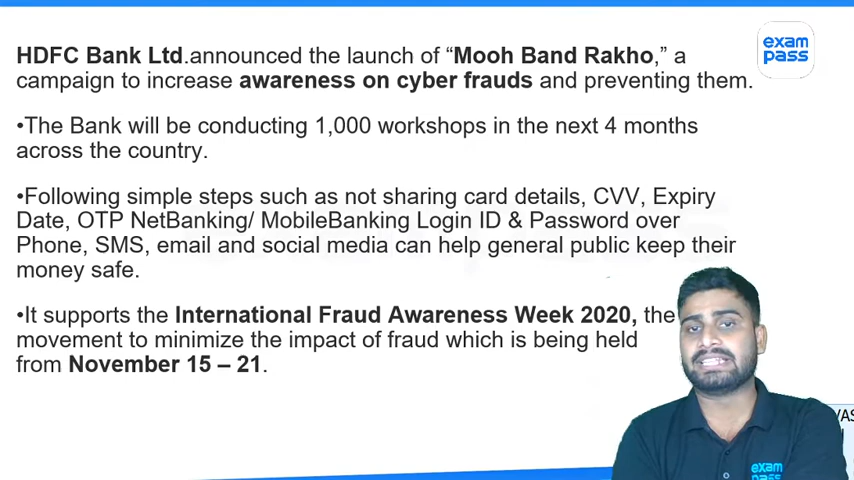 HDFC Bank Ltd.announced the launch of “Mooh Band Rakho,” a
campaign to increase awareness on cyber frauds and preventing them.
•The Bank will be conducting 1,000 workshops in the next 4 months
across the country.
•Following simple steps such as not sharing card details, CVV, Expiry
Date, OTP NetBanking/ MobileBanking Login ID & Password over
Phone, SMS, email and social media can help general public keep their
money safe.
•It supports the International Fraud Awareness Week 2020, the
movement to minimize the impact of fraud which is being held
from November 15 – 21.
exam
pass
exam
pass